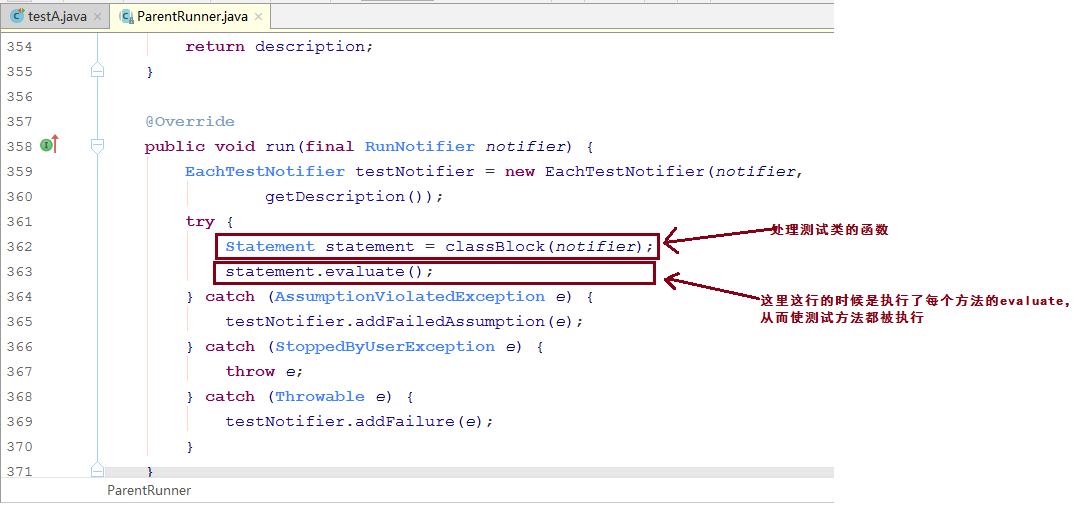 testA.java
ParentRunner.java
354 return description;
355 }
356
357 @Override
358 public void run(final RunNotifier notifier) {
359 EachTestNotifier testNotifier = new EachTestNotifier(notifier,
360 getDescription());
361 try {
362 Statement statement = classBlock(notifier);
处理测试类的函数
363 statement.evaluate();
364 } catch (AssumptionViolatedException e) {
这里这行的时候是执行了每个方法的evaluate,
从而使测试方法都被执行
365 testNotifier.addFailedAssumption(e);
366 } catch (StoppedByUserException e) {
367 throw e;
368 } catch (Throwable e) {
369 testNotifier.addFailure(e);
370 }
371 }
ParentRunner